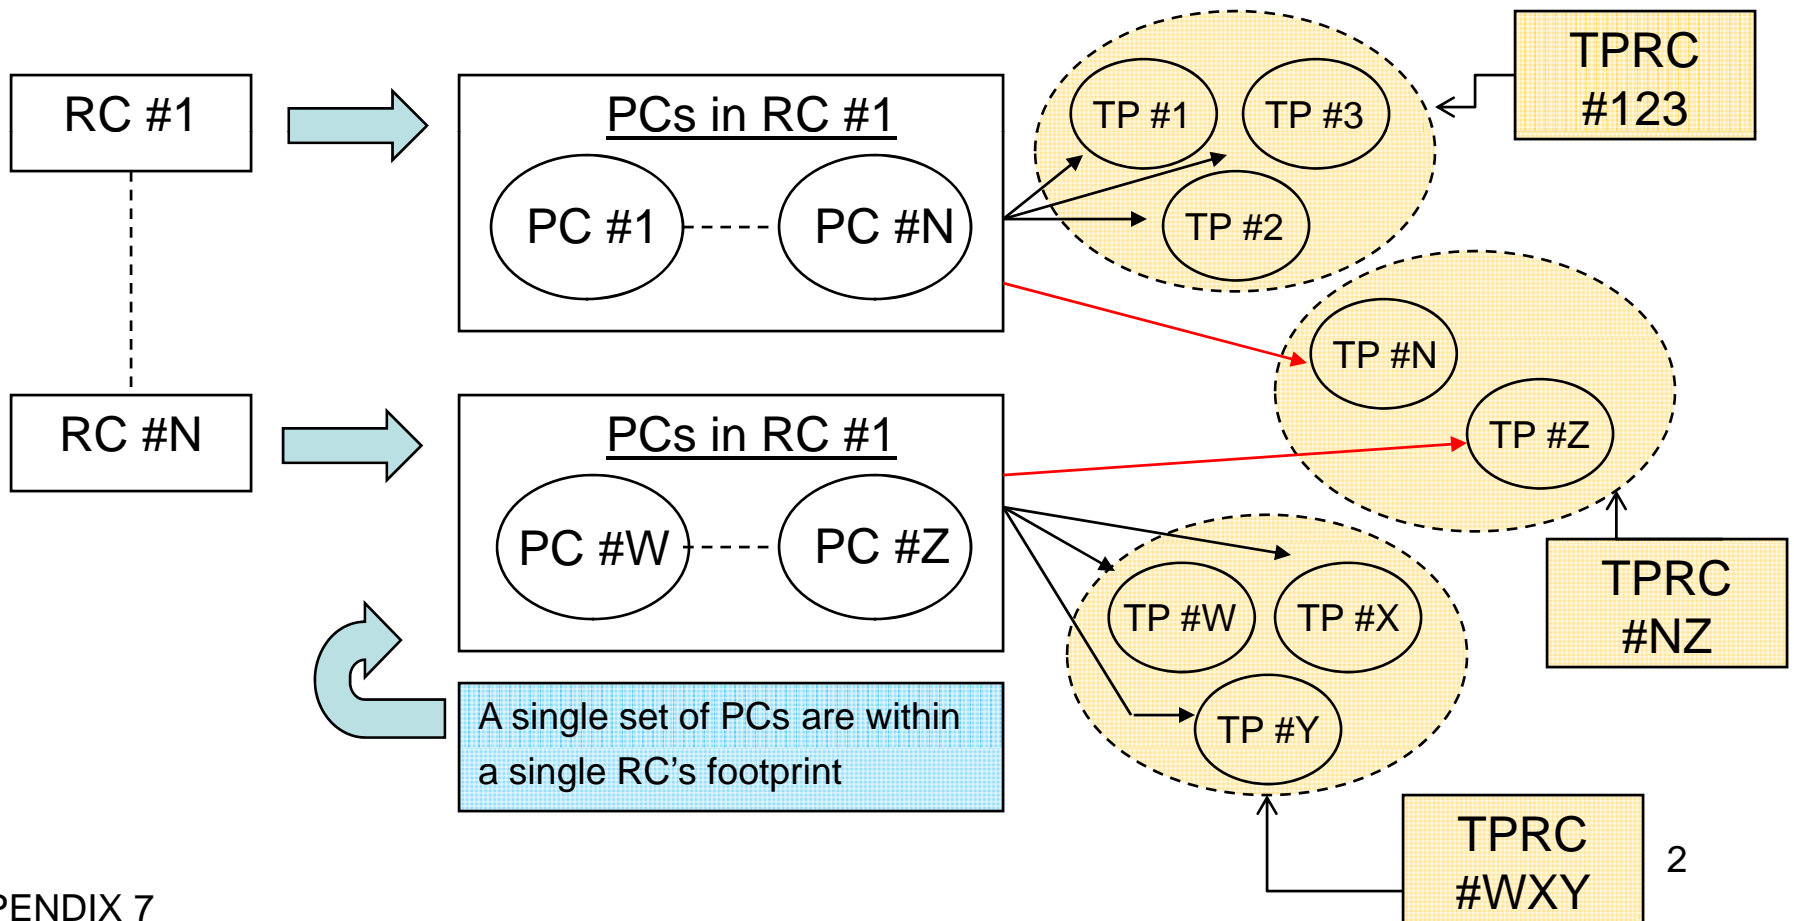 RC #1
PCs in RC #1
PC #1
PC #N
TP #1
TP #3
TP #2
TPRC
#123
RC #N
PCs in RC #1
PC #W
PC #Z
TP #N
TP #Z
TPRC
#NZ
TP #W
TP #X
TP #Y
A single set of PCs are within
a single RC's footprint
TPRC
#WXY
2
PENDIX 7